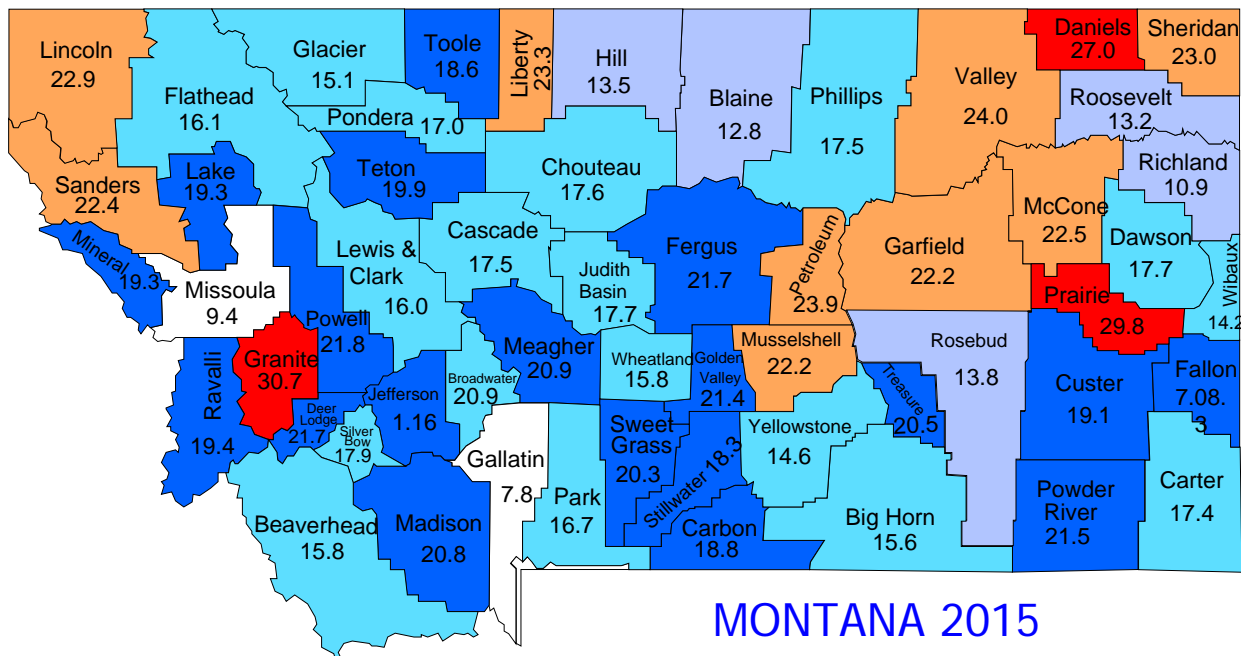 Lincoln
22.9
Flathead
16.1
Glacier
15.1
Pondera
17.0
Toole
18.6
Liberty
23.3
Hill
13.5
Blaine
12.8
Phillips
17.5
Valley
24.0
Daniels
27.0
Sheridan
23.0
Roosevelt
13.2
Richland
10.9
Sanders
22.4
Lake
19.3
Teton
19.9
Chouteau
17.6
Mineral
19.3
Missoula
9.4
Lewis &
Clark
16.0
Cascade
17.5
Judith
Basin
17.7
Fergus
21.7
Petroleum
23.9
Garfield
22.2
McCone
22.5
Dawson
17.7
Wibaux
14.2
Prairie
29.8
Powell
21.8
Granite
30.7
Ravalli
19.4
Deer
Lodge
21.7
Silver
Bow
17.9
Jefferson
1.16
Broadwater
20.9
Meagher
20.9
Wheatland
15.8
Golden
Valley
21.4
Musselshell
22.2
Rosebud
13.8
Treasure
20.5
Custer
19.1
Fallon
7.08.
3
Gallatin
7.8
Park
16.7
Sweet
Grass
20.3
Stillwater 18.3
Yellowstone
14.6
Beaverhead
15.8
Madison
20.8
Carbon
18.8
Big Horn
15.6
Powder
River
21.5
Carter
17.4
MONTANA 2015